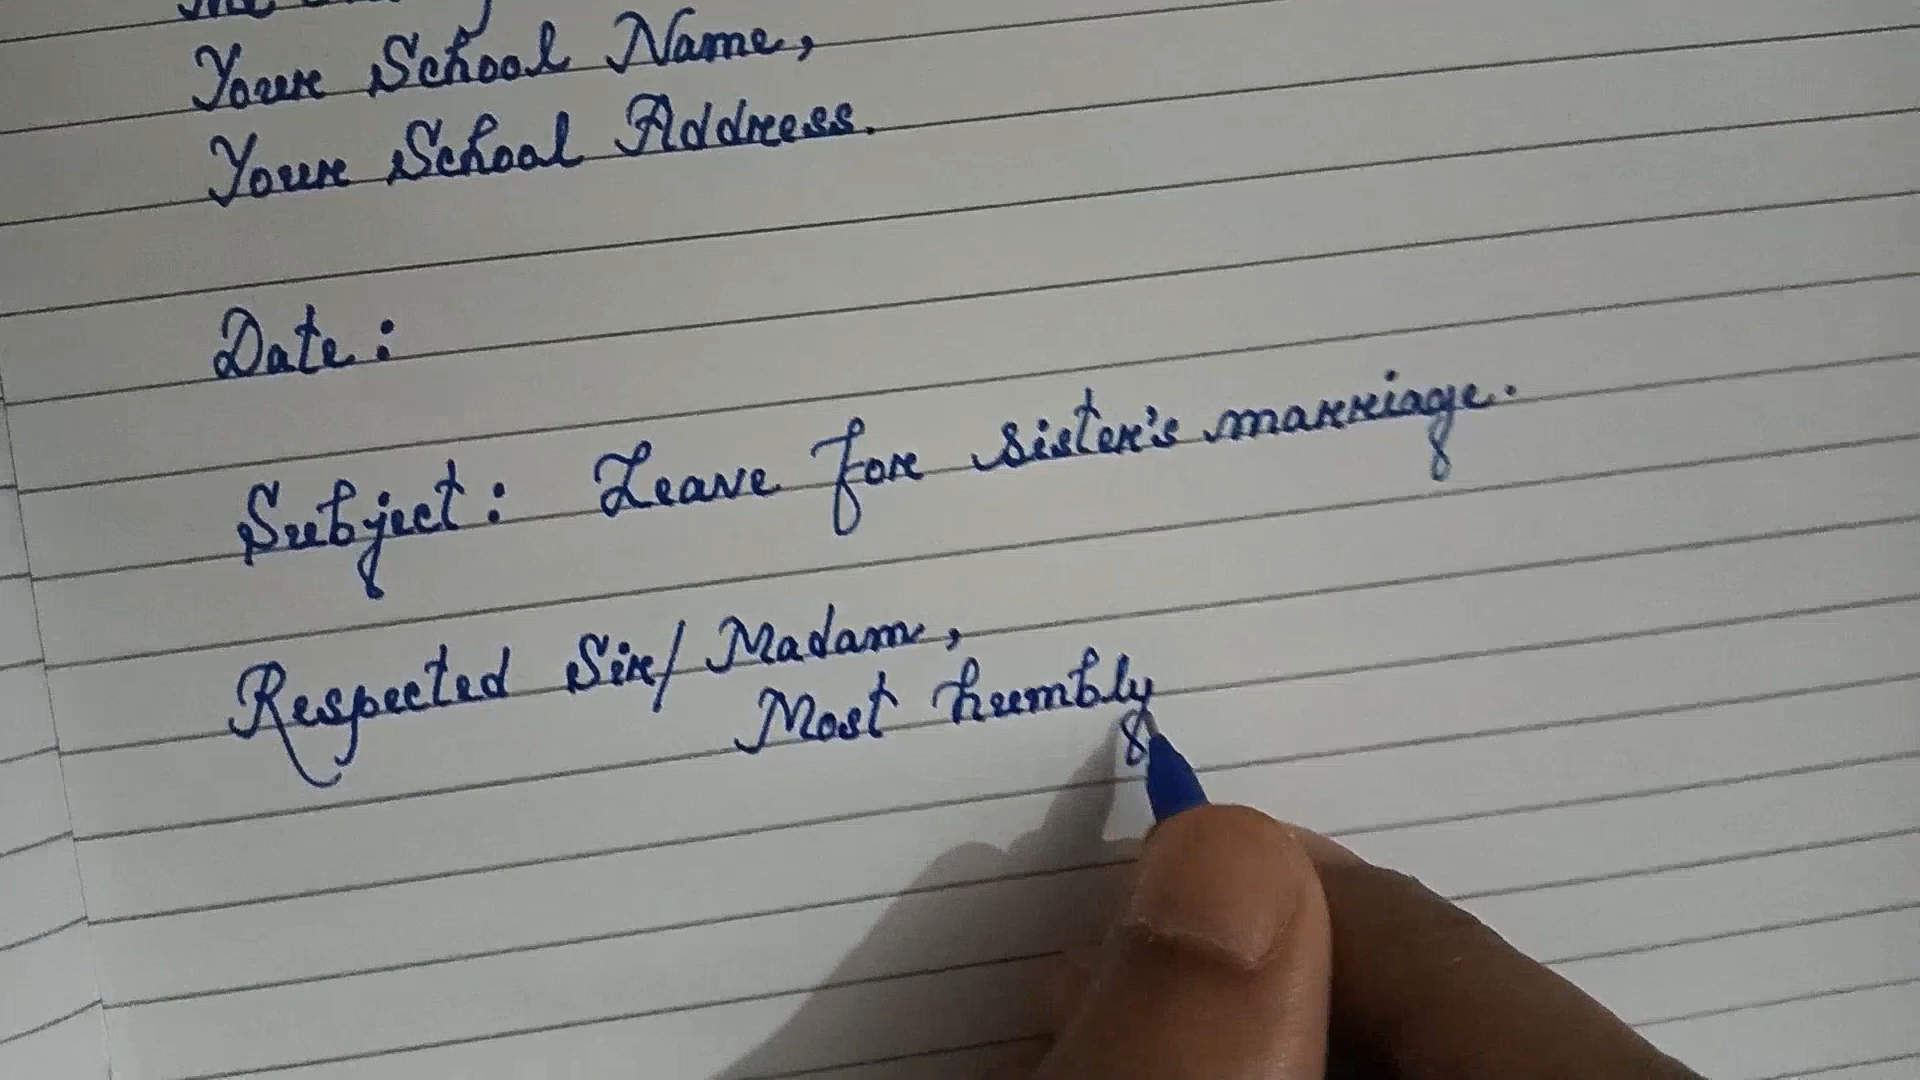 Your School Name,
Your School Address.
Date:
Subject: Leave for sister's marriage.
Respected Sir/ Madam,
Most humbly